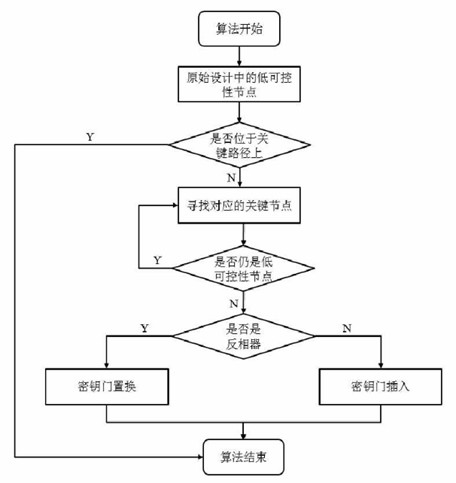 算法开始
原始设计中的低可控
性节点
是否位于关
键路径上
Y
N
寻找对应的关键节点
是否仍是低
可控性节点
Y
N
是否是
反相器
Y
N
密钥门置换
密钥门插入
算法结束